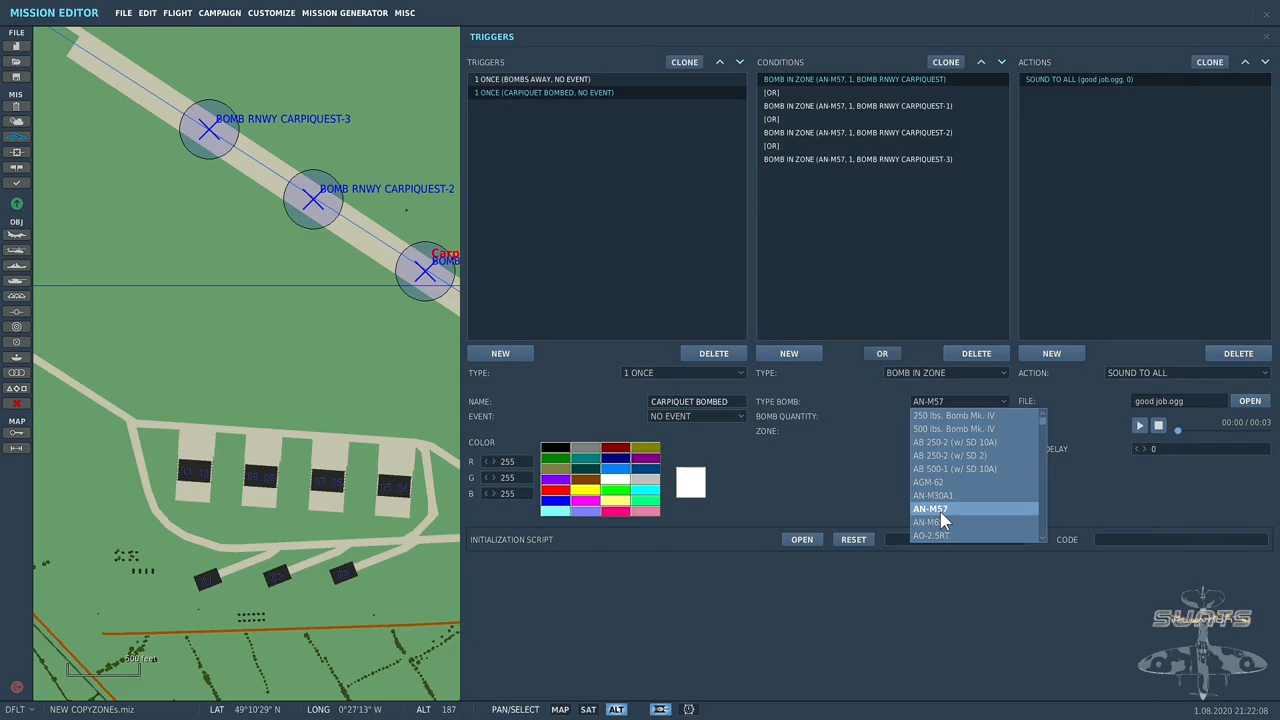 MISSION EDITOR
FILE EDIT FLIGHT CAMPAIGN CUSTOMIZE MISSION GENERATOR MISC
FILE
MIS
OBJ
MAP
BOMB RNWY CARPIQUEST-3
BOMB RNWY CARPIQUEST-2
Carp
BOMB
500 feet
TRIGGERS
TRIGGERS CLONE
1 ONCE (BOMBS AWAY, NO EVENT)
1 ONCE (CARPIQUET BOMBED, NO EVENT)
NEW DELETE
TYPE: 1 ONCE
NAME: CARPIQUET BOMBED
EVENT: NO EVENT
COLOR
R 255
G 255
B 255
CONDITIONS CLONE
BOMB IN ZONE (AN-M57, 1, BOMB RNWY CARPIQUEST)
[OR]
BOMB IN ZONE (AN-M57, 1, BOMB RNWY CARPIQUEST-1)
[OR]
BOMB IN ZONE (AN-M57, 1, BOMB RNWY CARPIQUEST-2)
[OR]
BOMB IN ZONE (AN-M57, 1, BOMB RNWY CARPIQUEST-3)
NEW OR DELETE
TYPE: BOMB IN ZONE
TYPE BOMB: AN-M57
BOMB QUANTITY:
ZONE:
250 lbs. Bomb Mk. IV
500 lbs. Bomb Mk. IV
AB 250-2 (w/ SD 10A)
AB 250-2 (w/ SD 2)
AB 500-1 (w/ SD 10A)
AGM-62
AN-M30A1
AN-M57
AO-2.5RT
ACTIONS CLONE
SOUND TO ALL (good job.ogg, 0)
NEW DELETE
ACTION: SOUND TO ALL
FILE: good job.ogg OPEN
00:00 / 00:03
DELAY 0
INITIALIZATION SCRIPT OPEN RESET CODE
DFLT NEW COPYZONEs.miz LAT 49°10'29" N LONG 0°27'13" W ALT 187 PAN/SELECT MAP SAT ALT 1.08.2020 21:22:08